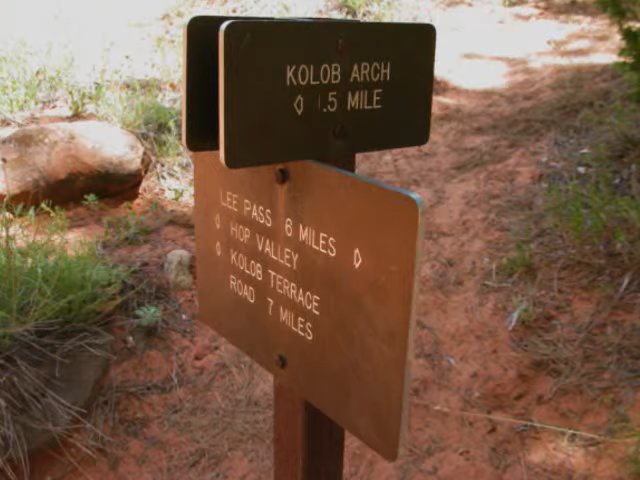 KOLOB ARCH
◊ .5 MILE
LEE PASS 6 MILES ◊
◊ HOP VALLEY
◊ KOLOB TERRACE
ROAD 7 MILES